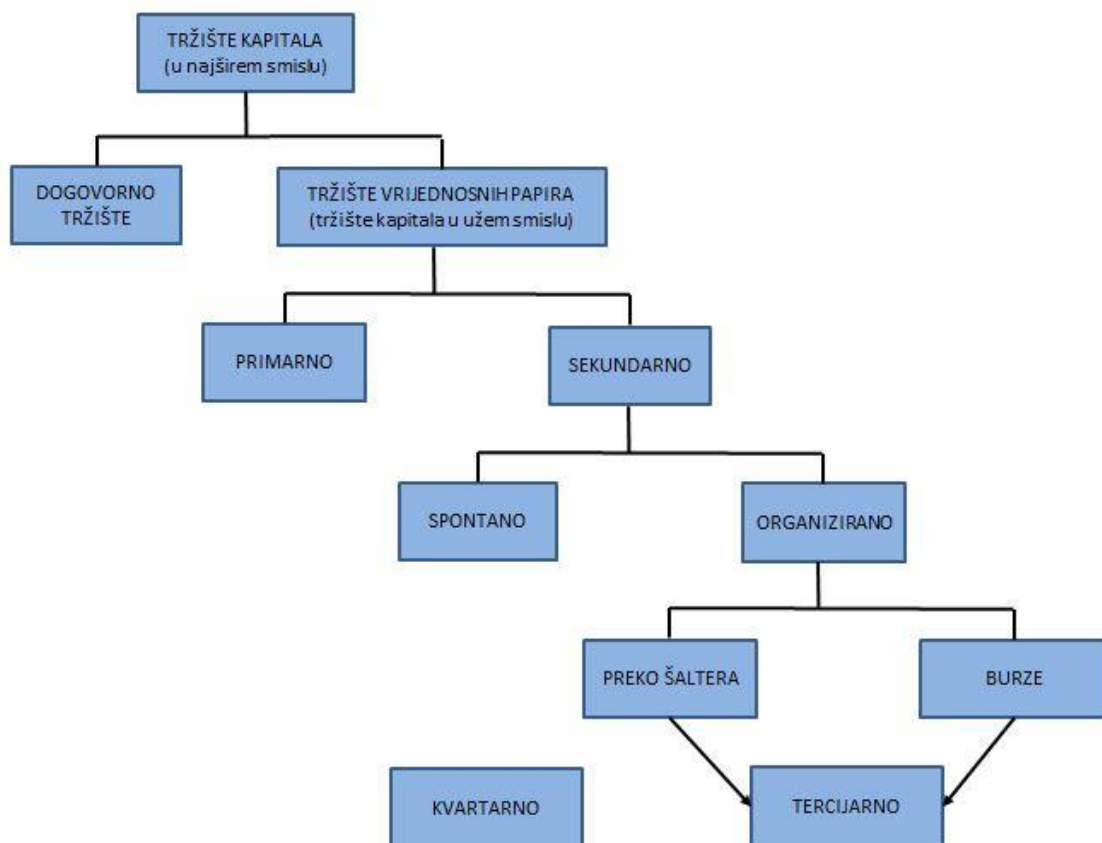 TRŽIŠTE KAPITALA
(u najširem smislu)
DOGOVORNO
TRŽIŠTE
TRŽIŠTE VRIJEDNOSNIH PAPIRA
(tržište kapitala u užem smislu)
PRIMARNO
SEKUNDARNO
SPONTANO
ORGANIZIRANO
PREKO ŠALTERA
BURZE
KVARTARNO
TERCIJARNO